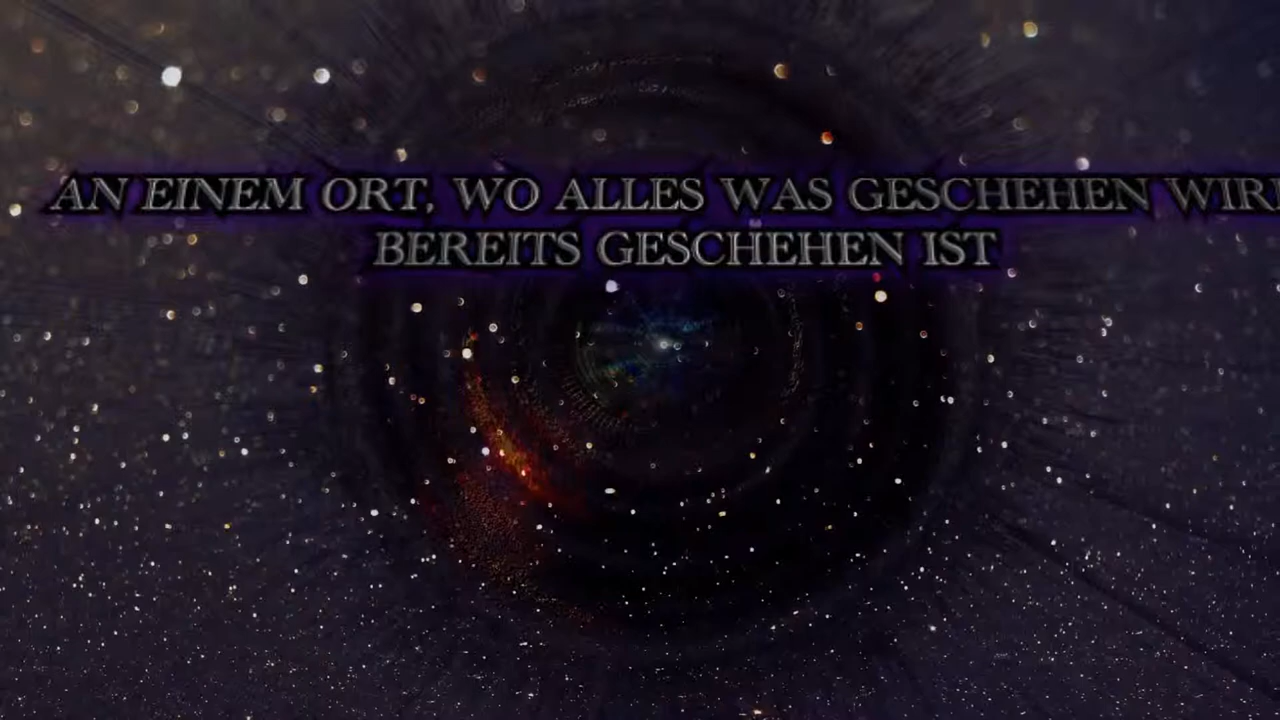 AN EINEM ORT, WO ALLES WAS GESCHEHEN
BEREITS GESCHEHEN IST